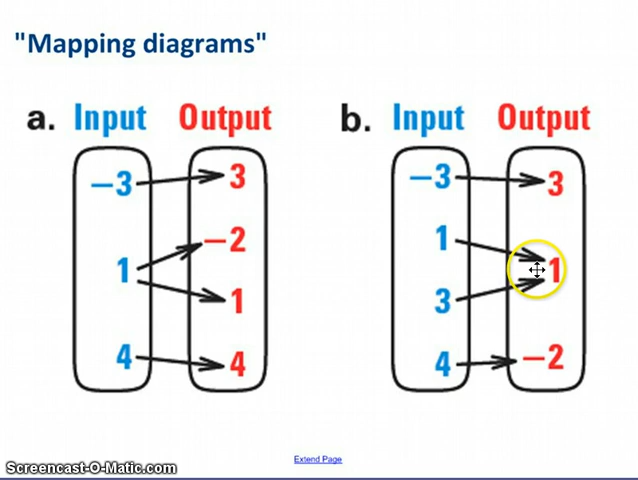 "Mapping diagrams"
a. Input Output
−3 3
1 −2
1
4 4
b. Input Output
−3 3
1
3 1
4 −2
Extend Page
Screencast-O-Matic.com